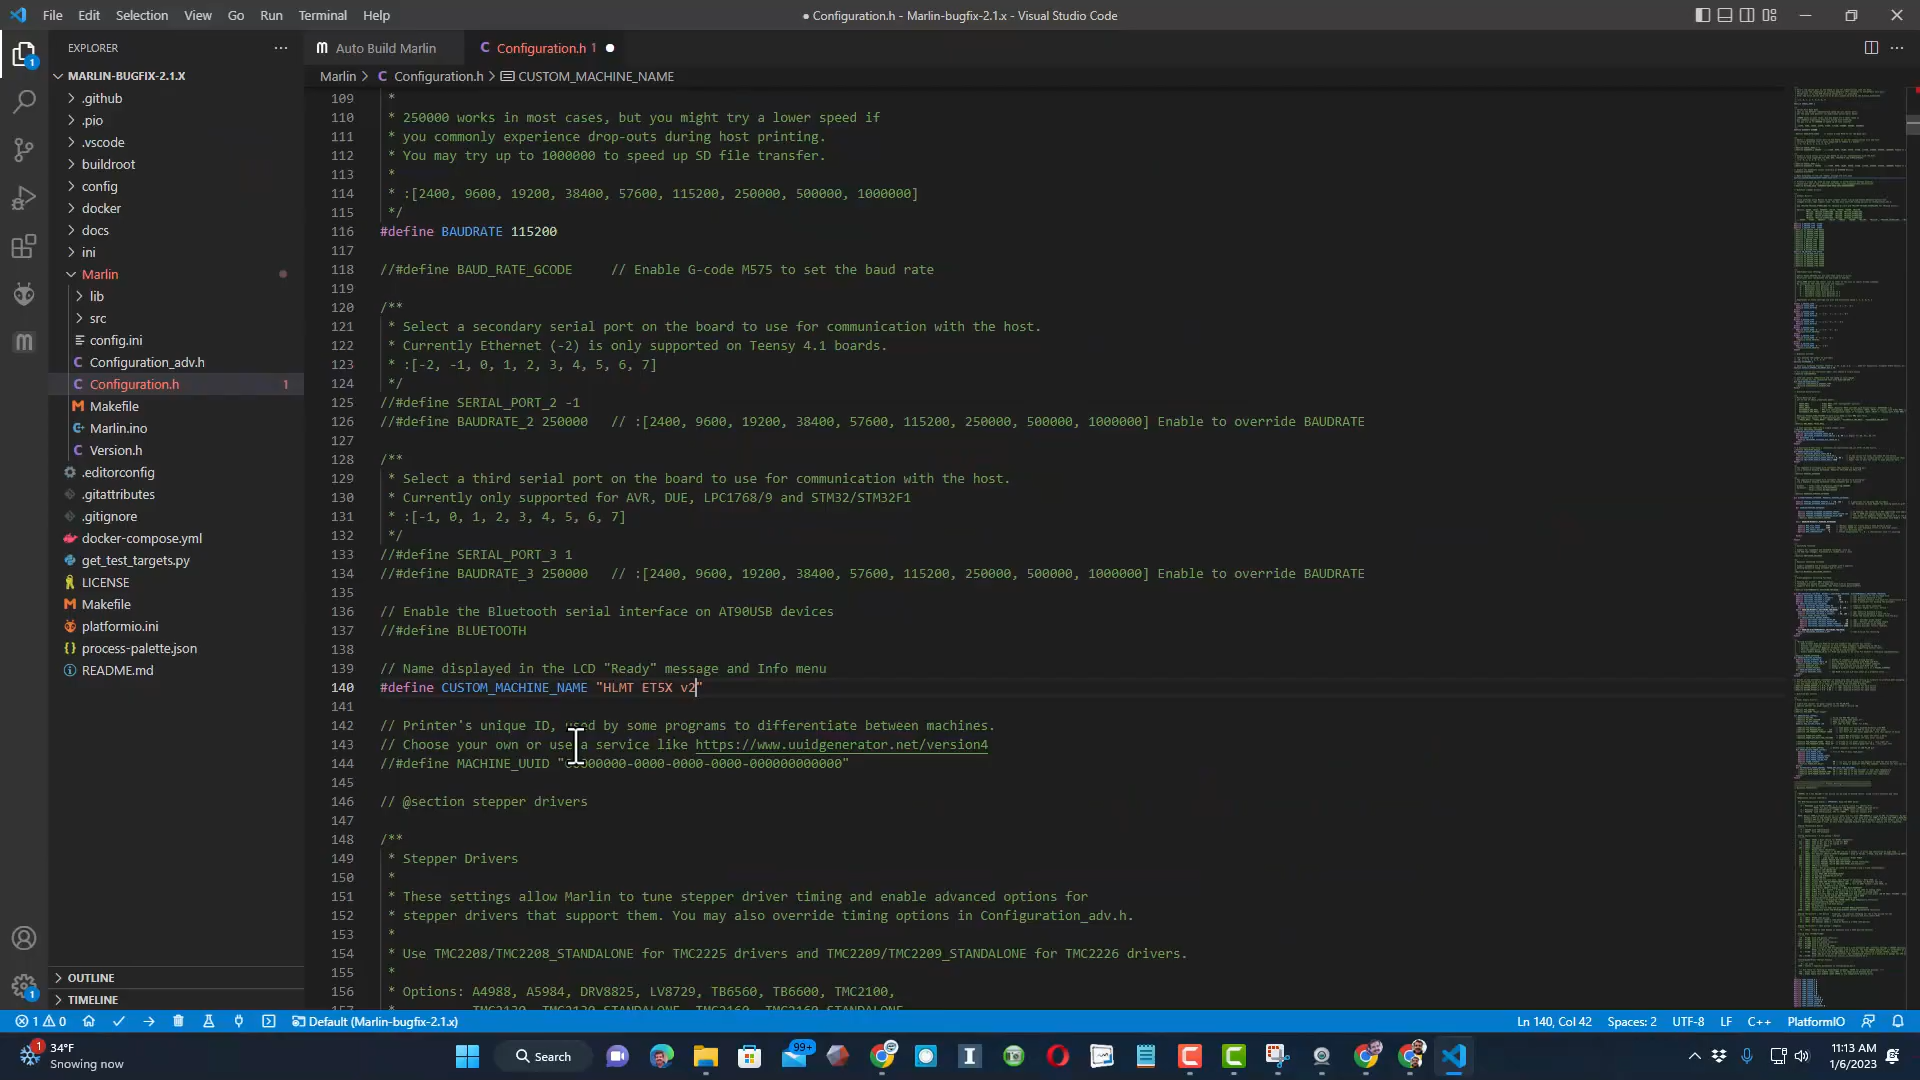 File Edit Selection View Go Run Terminal Help
● Configuration.h - Marlin-bugfix-2.1.x - Visual Studio Code
EXPLORER
Auto Build Marlin
Configuration.h 1
MARLIN-BUGFIX-2.1.X
Marlin > Configuration.h > CUSTOM_MACHINE_NAME
.github
.pio
.vscode
buildroot
config
docker
docs
ini
Marlin
lib
src
config.ini
Configuration_adv.h
Configuration.h 1
Makefile
Marlin.ino
Version.h
.editorconfig
.gitattributes
.gitignore
docker-compose.yml
get_test_targets.py
LICENSE
Makefile
platformio.ini
process-palette.json
README.md
OUTLINE
TIMELINE
109 *
110 * 250000 works in most cases, but you might try a lower speed if
111 * you commonly experience drop-outs during host printing.
112 * You may try up to 1000000 to speed up SD file transfer.
113 *
114 * :[2400, 9600, 19200, 38400, 57600, 115200, 250000, 500000, 1000000]
115 */
116 #define BAUDRATE 115200
117
118 //#define BAUD_RATE_GCODE     // Enable G-code M575 to set the baud rate
119
120 /**
121 * Select a secondary serial port on the board to use for communication with the host.
122 * Currently Ethernet (-2) is only supported on Teensy 4.1 boards.
123 * :[-2, -1, 0, 1, 2, 3, 4, 5, 6, 7]
124 */
125 //#define SERIAL_PORT_2 -1
126 //#define BAUDRATE_2 250000   // :[2400, 9600, 19200, 38400, 57600, 115200, 250000, 500000, 1000000] Enable to override BAUDRATE
127
128 /**
129 * Select a third serial port on the board to use for communication with the host.
130 * Currently only supported for AVR, DUE, LPC1768/9 and STM32/STM32F1
131 * :[-1, 0, 1, 2, 3, 4, 5, 6, 7]
132 */
133 //#define SERIAL_PORT_3 1
134 //#define BAUDRATE_3 250000   // :[2400, 9600, 19200, 38400, 57600, 115200, 250000, 500000, 1000000] Enable to override BAUDRATE
135
136 // Enable the Bluetooth serial interface on AT90USB devices
137 //#define BLUETOOTH
138
139 // Name displayed in the LCD "Ready" message and Info menu
140 #define CUSTOM_MACHINE_NAME "HLMT ET5X v2"
141
142 // Printer's unique ID, used by some programs to differentiate between machines.
143 // Choose your own or use a service like https://www.uuidgenerator.net/version4
144 //#define MACHINE_UUID "00000000-0000-0000-0000-000000000000"
145
146 // @section stepper drivers
147
148 /**
149 * Stepper Drivers
150 *
151 * These settings allow Marlin to tune stepper driver timing and enable advanced options for
152 * stepper drivers that support them. You may also override timing options in Configuration_adv.h.
153 *
154 * Use TMC2208/TMC2208_STANDALONE for TMC2225 drivers and TMC2209/TMC2209_STANDALONE for TMC2226 drivers.
155 *
156 * Options: A4988, A5984, DRV8825, LV8729, TB6560, TB6600, TMC2100,
1 0 Default (Marlin-bugfix-2.1.x) Ln 140, Col 42 Spaces: 2 UTF-8 LF C++ PlatformIO
34°F
Snowing now
Search
99+
11:13 AM
1/6/2023